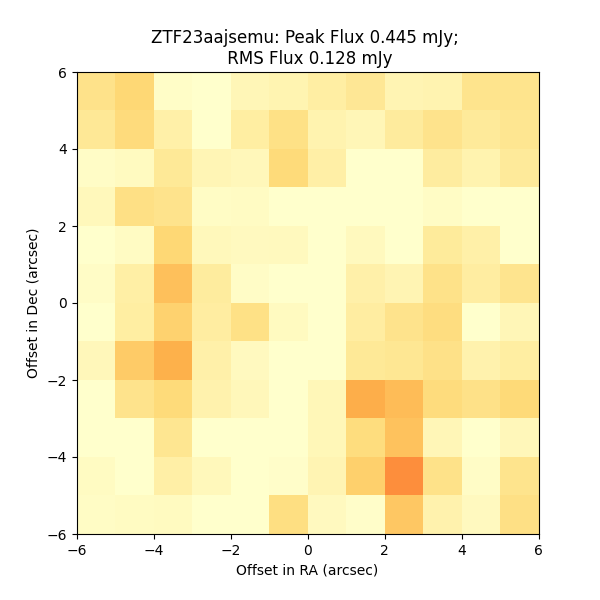 ZTF23aajsemu: Peak Flux 0.445 mJy;
RMS Flux 0.128 mJy
6
4
2
0
−2
−4
−6
Offset in Dec (arcsec)
−6 −4 −2 0 2 4 6
Offset in RA (arcsec)